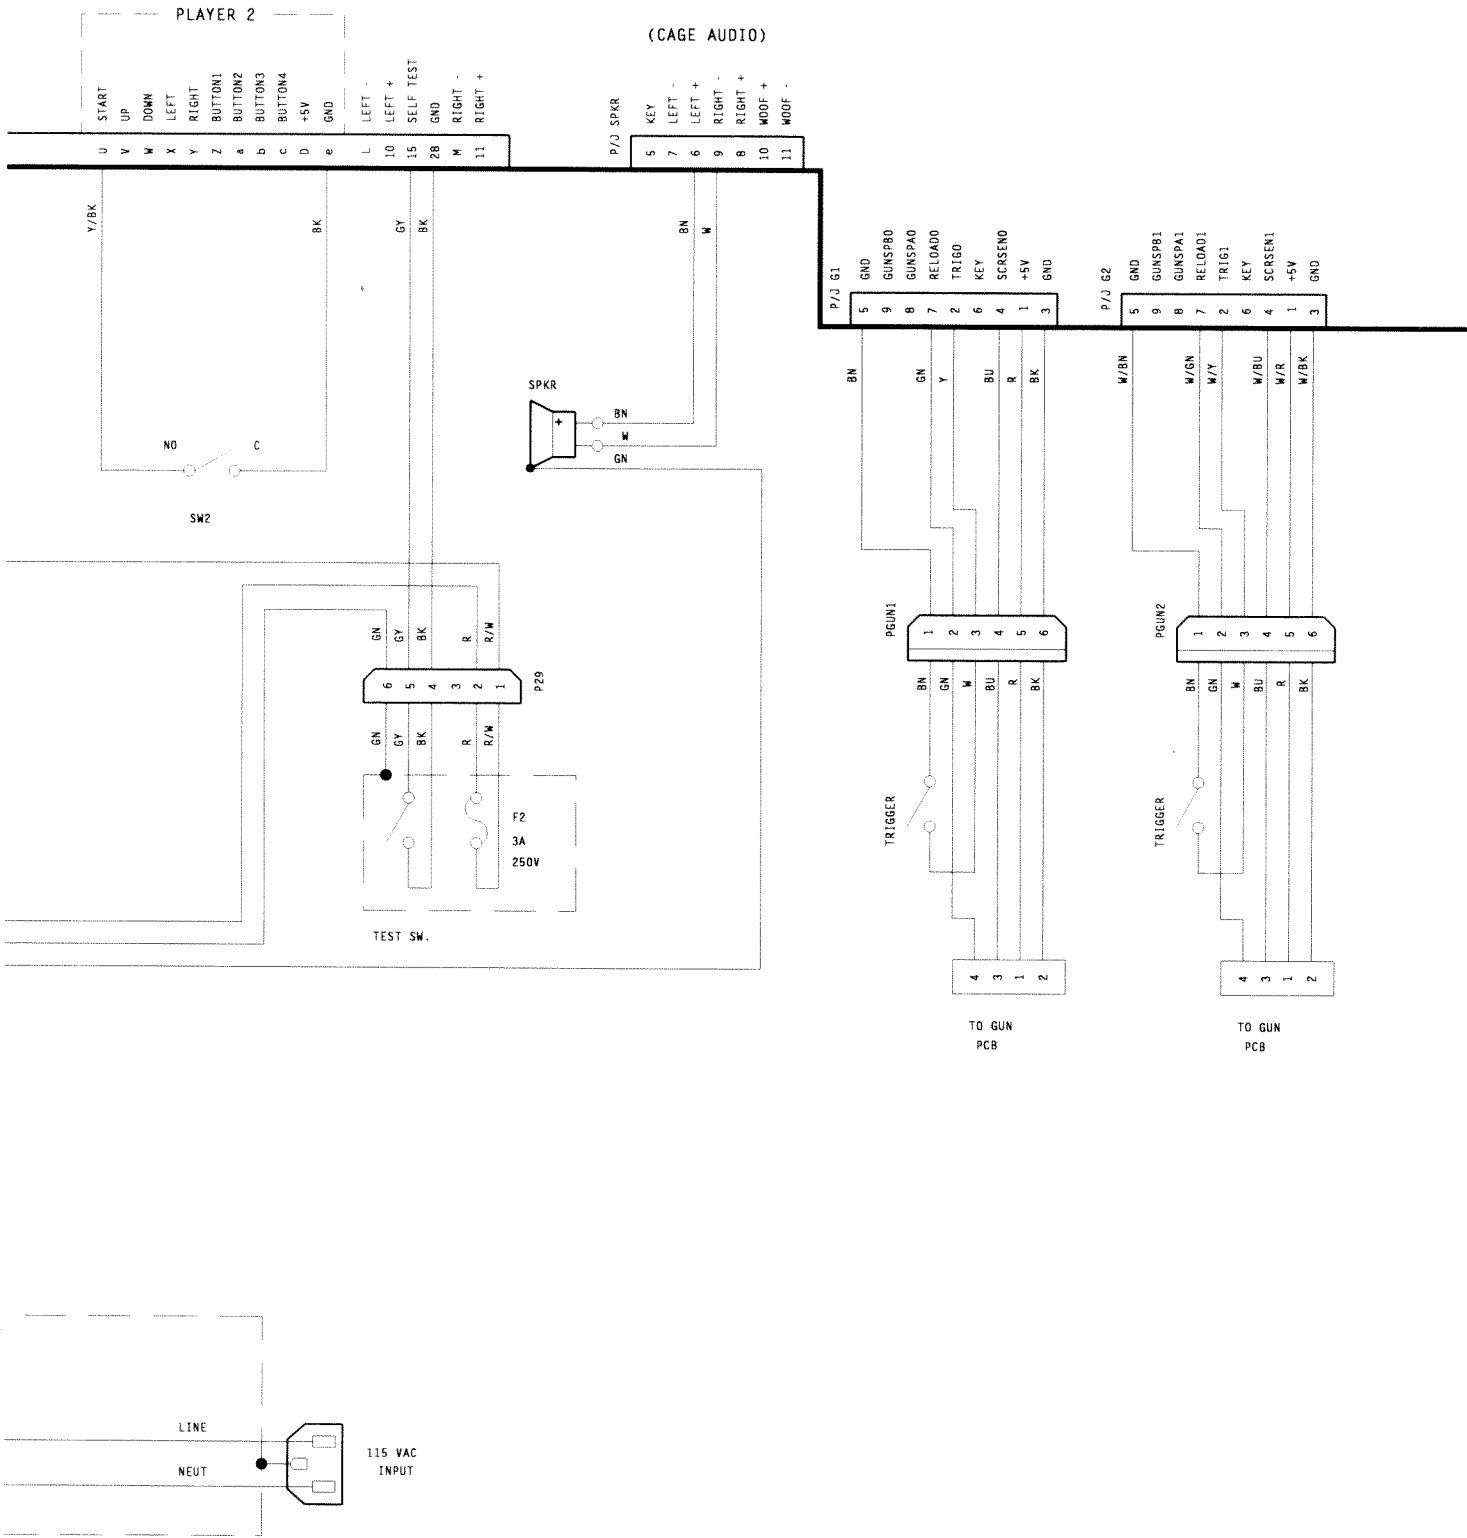 PLAYER 2
(CAGE AUDIO)
START
UP
DOWN
LEFT
RIGHT
BUTTON1
BUTTON2
BUTTON3
BUTTON4
+5V
GND
LEFT -
LEFT +
SELF TEST
GND
RIGHT -
RIGHT +
U
V
W
X
Y
Z
a
b
c
D
e
L
10
15
28
M
11
P/J SPKR
KEY
LEFT -
LEFT +
RIGHT -
RIGHT +
WOOF +
WOOF -
5
7
6
9
8
10
11
Y/BK
BK
GY
BK
BN
W
P/J G1
GND
GUNSPB0
GUNSPA0
RELOAD0
TRIG0
KEY
SCRSEN0
+5V
GND
5
9
8
7
2
6
4
1
3
P/J G2
GND
GUNSPB1
GUNSPA1
RELOAD1
TRIG1
KEY
SCRSEN1
+5V
GND
5
9
8
7
2
6
4
1
3
BN
GN
Y
BU
R
BK
W/BN
W/GN
W/Y
W/BU
W/R
W/BK
SPKR
+
BN
W
GN
NO
C
SW2
GN
GY
BK
R
R/W
6
5
4
3
2
1
P29
GN
GY
BK
R
R/W
F2
3A
250V
TEST SW.
PGUN1
1
2
3
4
5
6
BN
GN
W
BU
R
BK
TRIGGER
4
3
1
2
TO GUN
PCB
PGUN2
1
2
3
4
5
6
BN
GN
W
BU
R
BK
TRIGGER
4
3
1
2
TO GUN
PCB
LINE
NEUT
115 VAC
INPUT